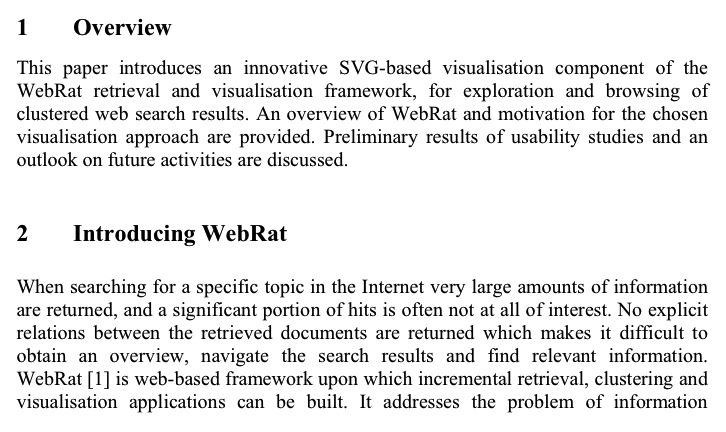 1 Overview
This paper introduces an innovative SVG-based visualisation component of the
WebRat retrieval and visualisation framework, for exploration and browsing of
clustered web search results. An overview of WebRat and motivation for the chosen
visualisation approach are provided. Preliminary results of usability studies and an
outlook on future activities are discussed.
2 Introducing WebRat
When searching for a specific topic in the Internet very large amounts of information
are returned, and a significant portion of hits is often not at all of interest. No explicit
relations between the retrieved documents are returned which makes it difficult to
obtain an overview, navigate the search results and find relevant information.
WebRat [1] is web-based framework upon which incremental retrieval, clustering and
visualisation applications can be built. It addresses the problem of information